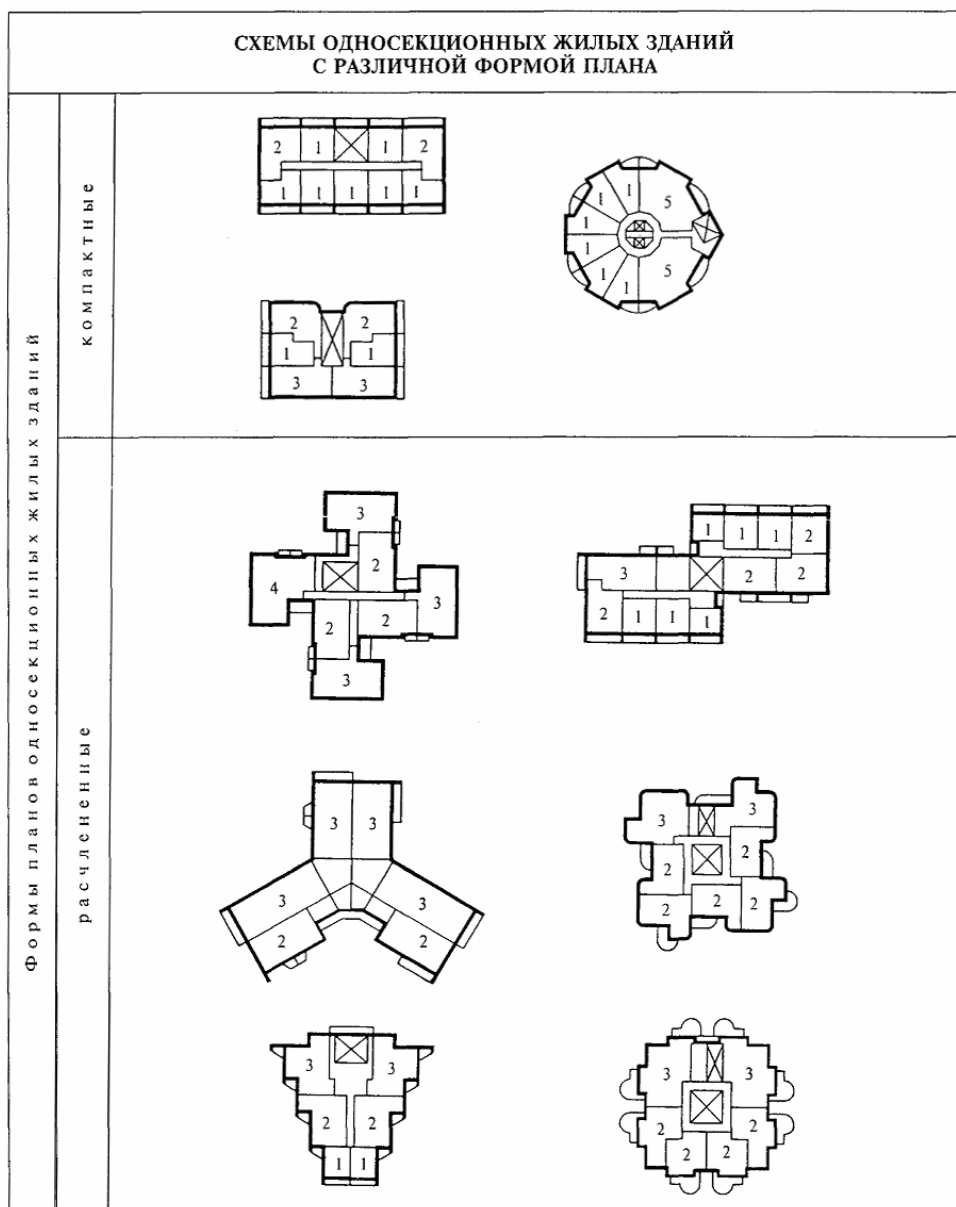 СХЕМЫ ОДНОСЕКЦИОННЫХ ЖИЛЫХ ЗДАНИЙ
С РАЗЛИЧНОЙ ФОРМОЙ ПЛАНА
Формы планов односекционных жилых зданий
компактные
2 1 1 2
1 1 1 1 1
1 5
1
1
1
1 5
1
2 2
1 1
3 3
расчлененные
3
2
4 3
2 2
3
1 1 1 2
3 2 2
2 1 1 1
3 3
3 3
2 2
3 3
2 2
2 2 2
3 3
2 2
1 1
3 3
2 2
2 2